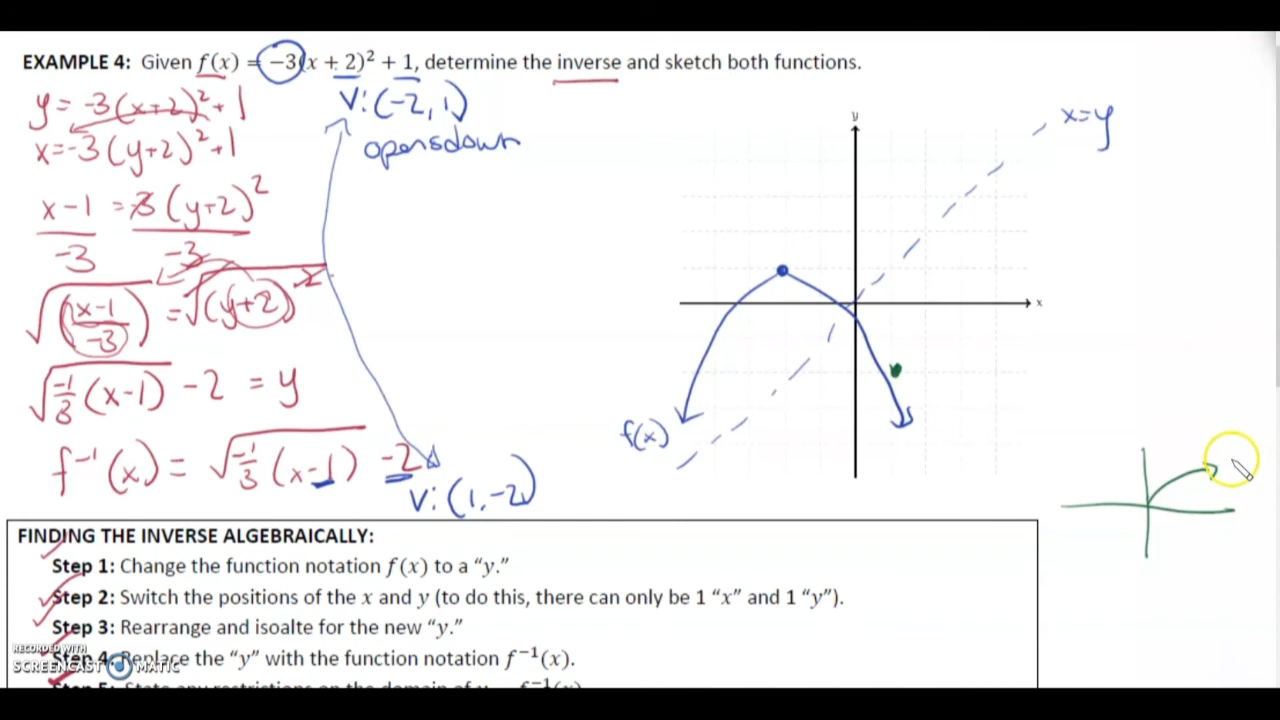 EXAMPLE 4: Given f(x) = −3(x + 2)² + 1, determine the inverse and sketch both functions.
y = -3(x+2)²+1
x=-3(y+2)²+1
x-1 = -3(y+2)²
-3 -3
√((x-1)/-3) = √(y+2)²
√(-1/3 (x-1)) - 2 = y
f⁻¹(x) = √(-1/3 (x-1)) -2
V: (-2, 1)
opens down
V: (1, -2)
y
x=y
x
f(x)
FINDING THE INVERSE ALGEBRAICALLY:
Step 1: Change the function notation f(x) to a “y.”
Step 2: Switch the positions of the x and y (to do this, there can only be 1 “x” and 1 “y”).
Step 3: Rearrange and isoalte for the new “y.”
Step 4: Replace the “y” with the function notation f⁻¹(x).
RECORDED WITH
SCREENCAST MATIC